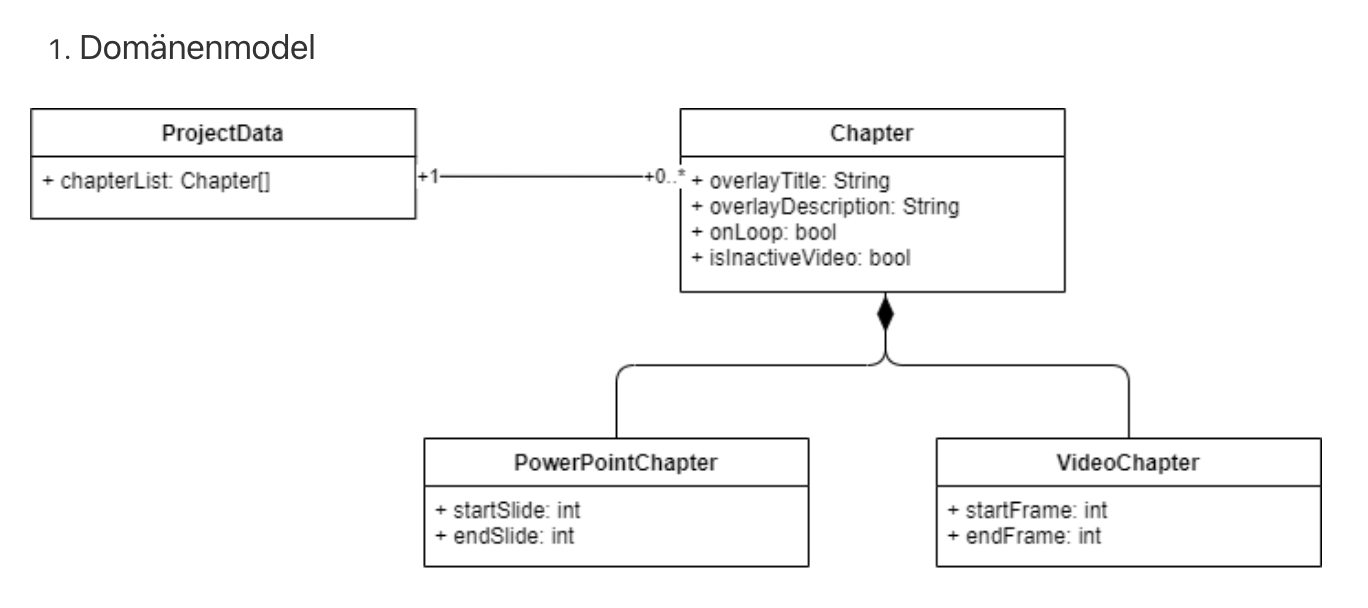 1. Domänenmodel
ProjectData
+ chapterList: Chapter[]
+1
+0..*
Chapter
+ overlayTitle: String
+ overlayDescription: String
+ onLoop: bool
+ isInactiveVideo: bool
PowerPointChapter
+ startSlide: int
+ endSlide: int
VideoChapter
+ startFrame: int
+ endFrame: int